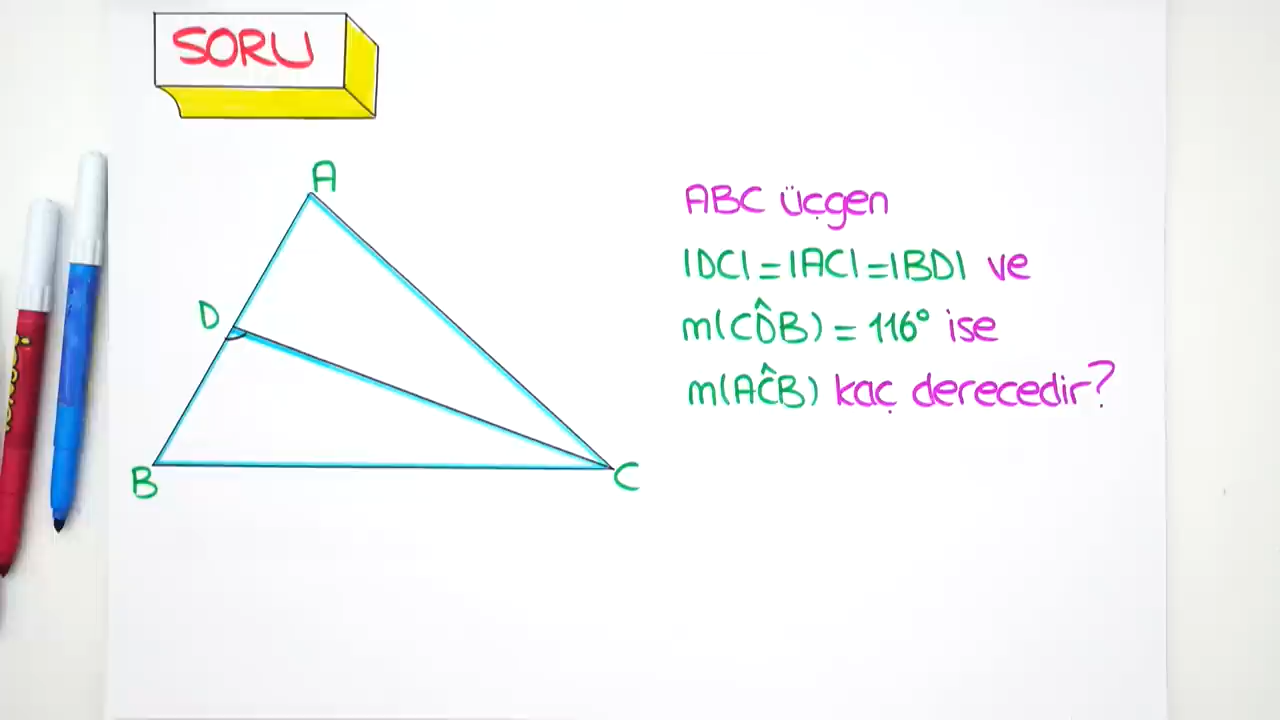 SORU
A
D
B
C
ABC üçgen
|DC| = |AC| = |BD| ve
m(CD̂B) = 116° ise
m(AĈB) kaç derecedir?